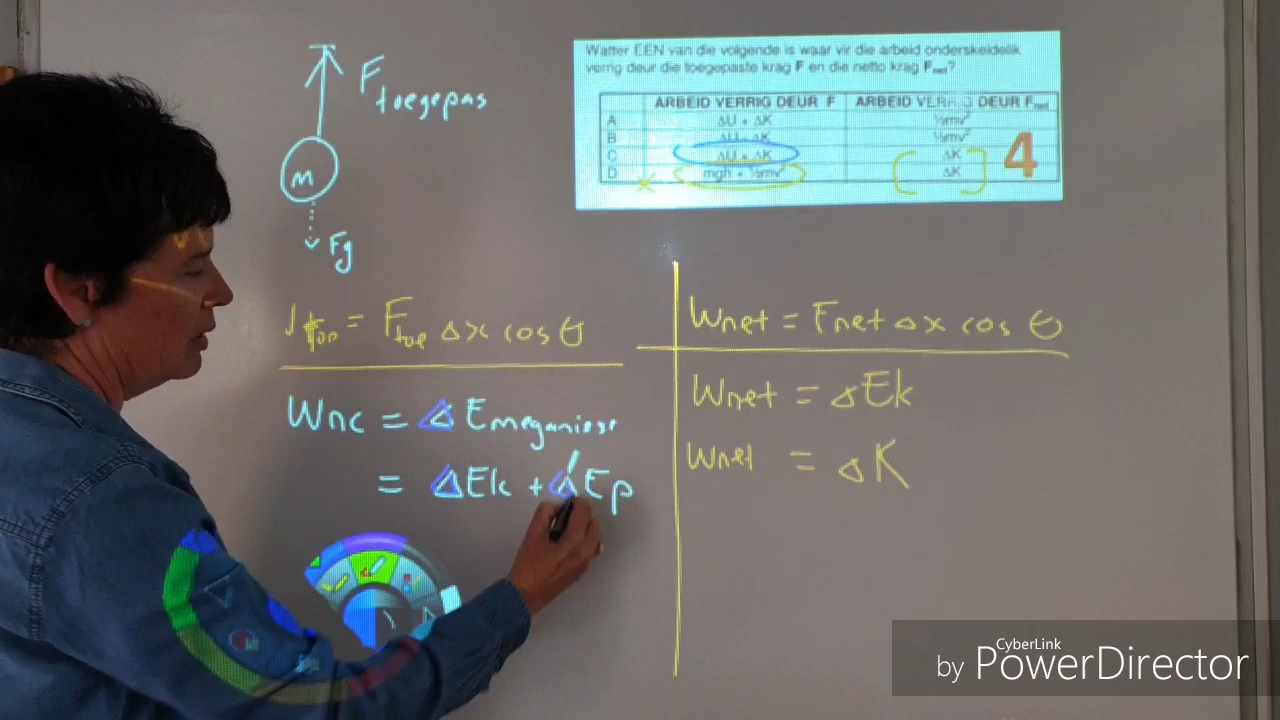 F toegepas
m
Fg
Watter EEN van die volgende is waar vir die arbeid onderskeidelik
verrig deur die toegepaste krag F en die netto krag Fnet?
ARBEID VERRIG DEUR F ARBEID VERRIG DEUR Fnet
A ΔU + ΔK ½mv²
B ΔU - ΔK ½mv²
C ΔU + ΔK ΔK
D mgh + ½mv² ΔK
4
= Ftoe Δx cos θ
Wnet = Fnet Δx cos θ
Wnc = Δ Emeganiese
= ΔEk + ΔEp
Wnet = ΔEk
Wnet = ΔK
CyberLink
by PowerDirector